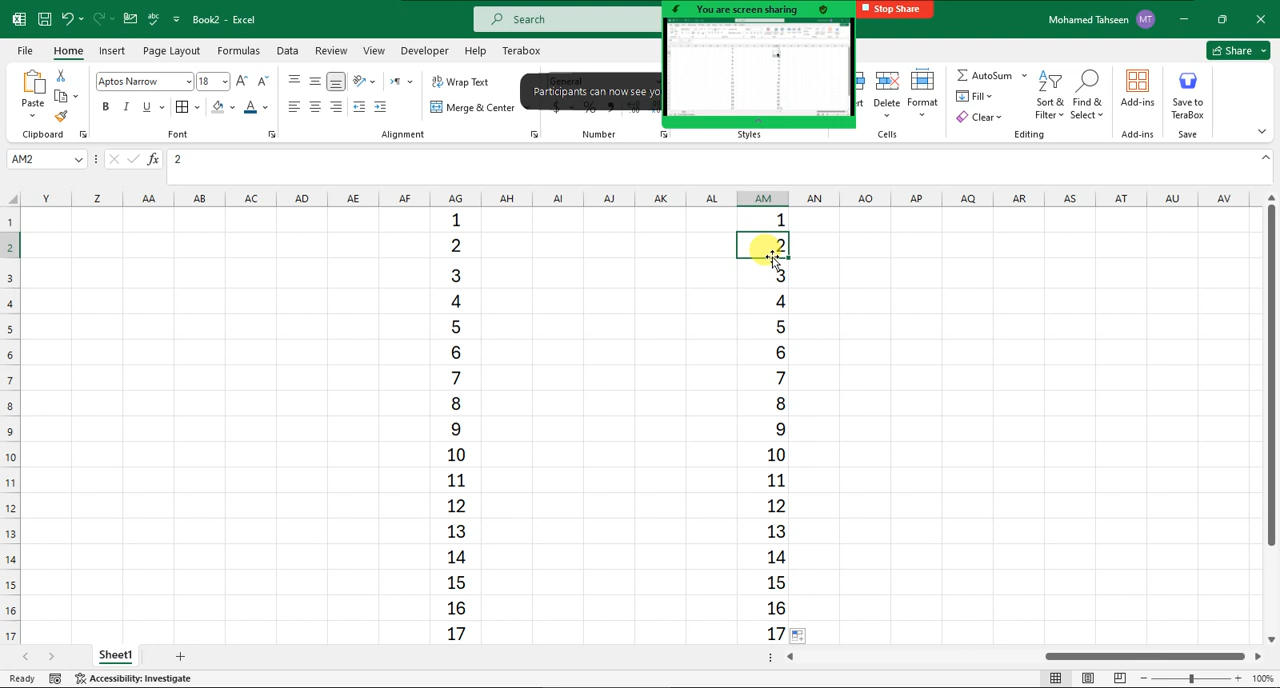 Book2 - Excel
Search
You are screen sharing
Stop Share
Mohamed Tahseen MT
File Home Insert Page Layout Formulas Data Review View Developer Help Terabox
Share
Paste
Clipboard
Aptos Narrow 18
B I U
Font
Wrap Text
Merge & Center
Alignment
General
Participants can now see yo
Number
Styles
Delete Format
Cells
AutoSum
Fill
Clear
Sort & Filter
Find & Select
Editing
Add-ins
Add-ins
Save to TeraBox
Save
AM2 fx 2
Y Z AA AB AC AD AE AF AG AH AI AJ AK AL AM AN AO AP AQ AR AS AT AU AV
1 1 1
2 2 2
3 3 3
4 4 4
5 5 5
6 6 6
7 7 7
8 8 8
9 9 9
10 10 10
11 11 11
12 12 12
13 13 13
14 14 14
15 15 15
16 16 16
17 17 17
Sheet1
Ready Accessibility: Investigate 100%